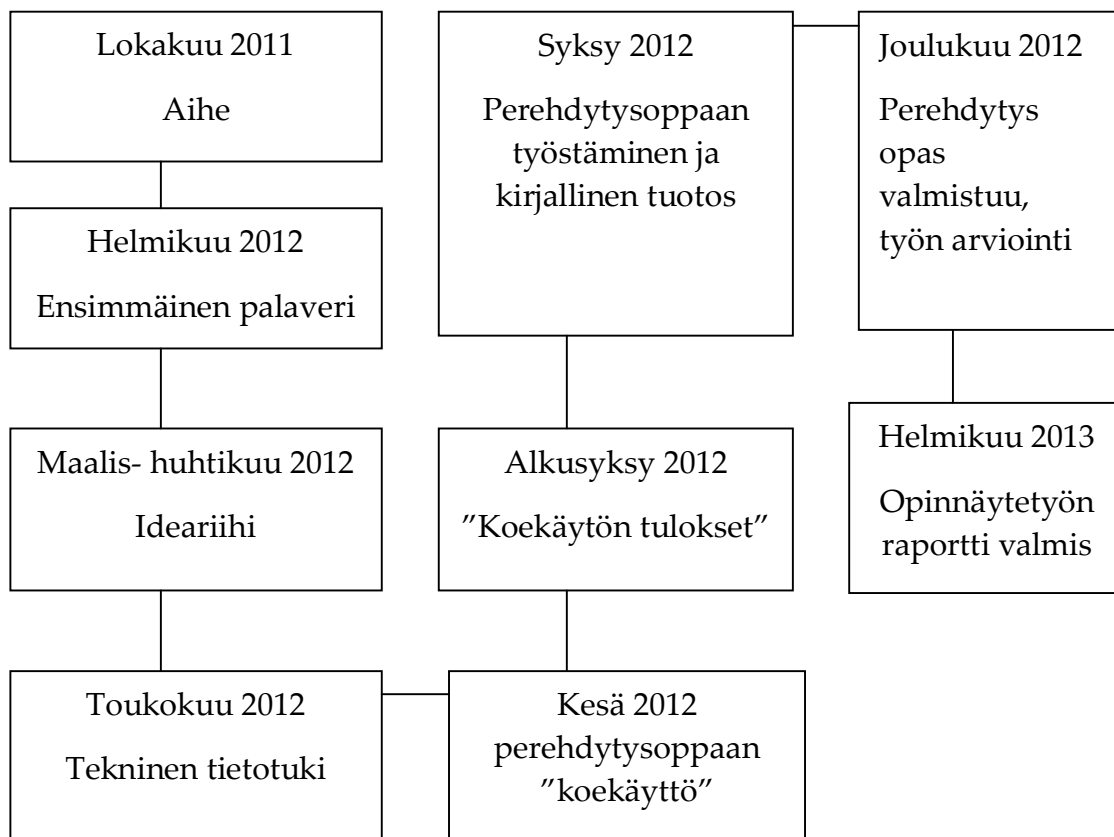 Lokakuu 2011
Aihe
Helmikuu 2012
Ensimmäinen palaveri
Maalis- huhtikuu 2012
Ideariihi
Toukokuu 2012
Tekninen tietotuki
Kesä 2012
perehdytysoppaan
”koekäyttö”
Alkusyksy 2012
”Koekäytön tulokset”
Syksy 2012
Perehdytysoppaan
työstäminen ja
kirjallinen tuotos
Joulukuu 2012
Perehdytys
opas
valmistuu,
työn arviointi
Helmikuu 2013
Opinnäytetyön
raportti valmis